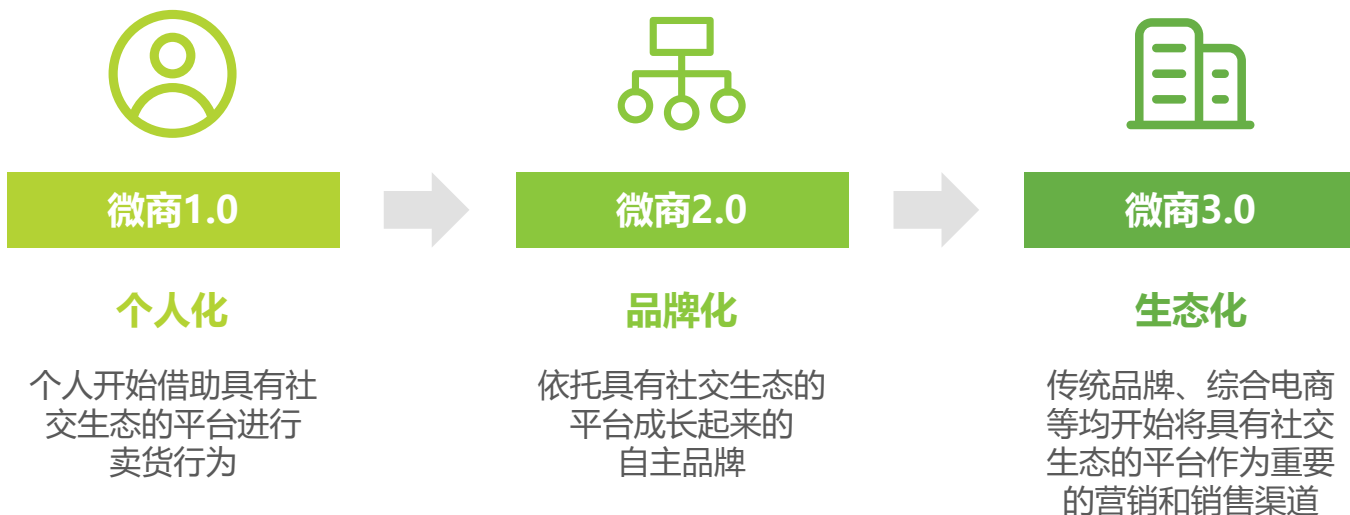 微商1.0
个人化
个人开始借助具有社
交生态的平台进行
卖货行为
微商2.0
品牌化
依托具有社交生态的
平台成长起来的
自主品牌
微商3.0
生态化
传统品牌、综合电商
等均开始将具有社交
生态的平台作为重要
的营销和销售渠道